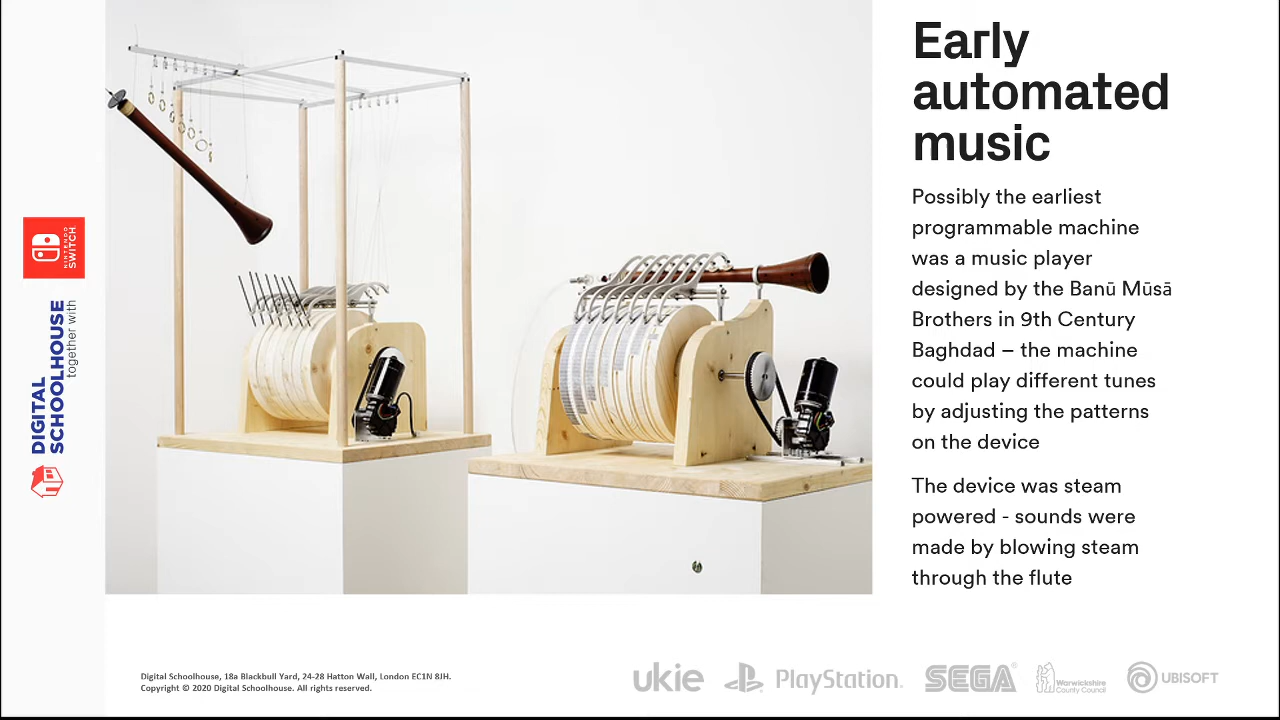 Early
automated
music
Possibly the earliest
programmable machine
was a music player
designed by the Banū Mūsā
Brothers in 9th Century
Baghdad – the machine
could play different tunes
by adjusting the patterns
on the device
The device was steam
powered - sounds were
made by blowing steam
through the flute
NINTENDO
SWITCH
DIGITAL
SCHOOLHOUSE
together with
Digital Schoolhouse, 18a Blackbull Yard, 24-28 Hatton Wall, London EC1N 8JH.
Copyright © 2020 Digital Schoolhouse. All rights reserved.
ukie
PlayStation.
SEGA®
Warwickshire
County Council
UBISOFT